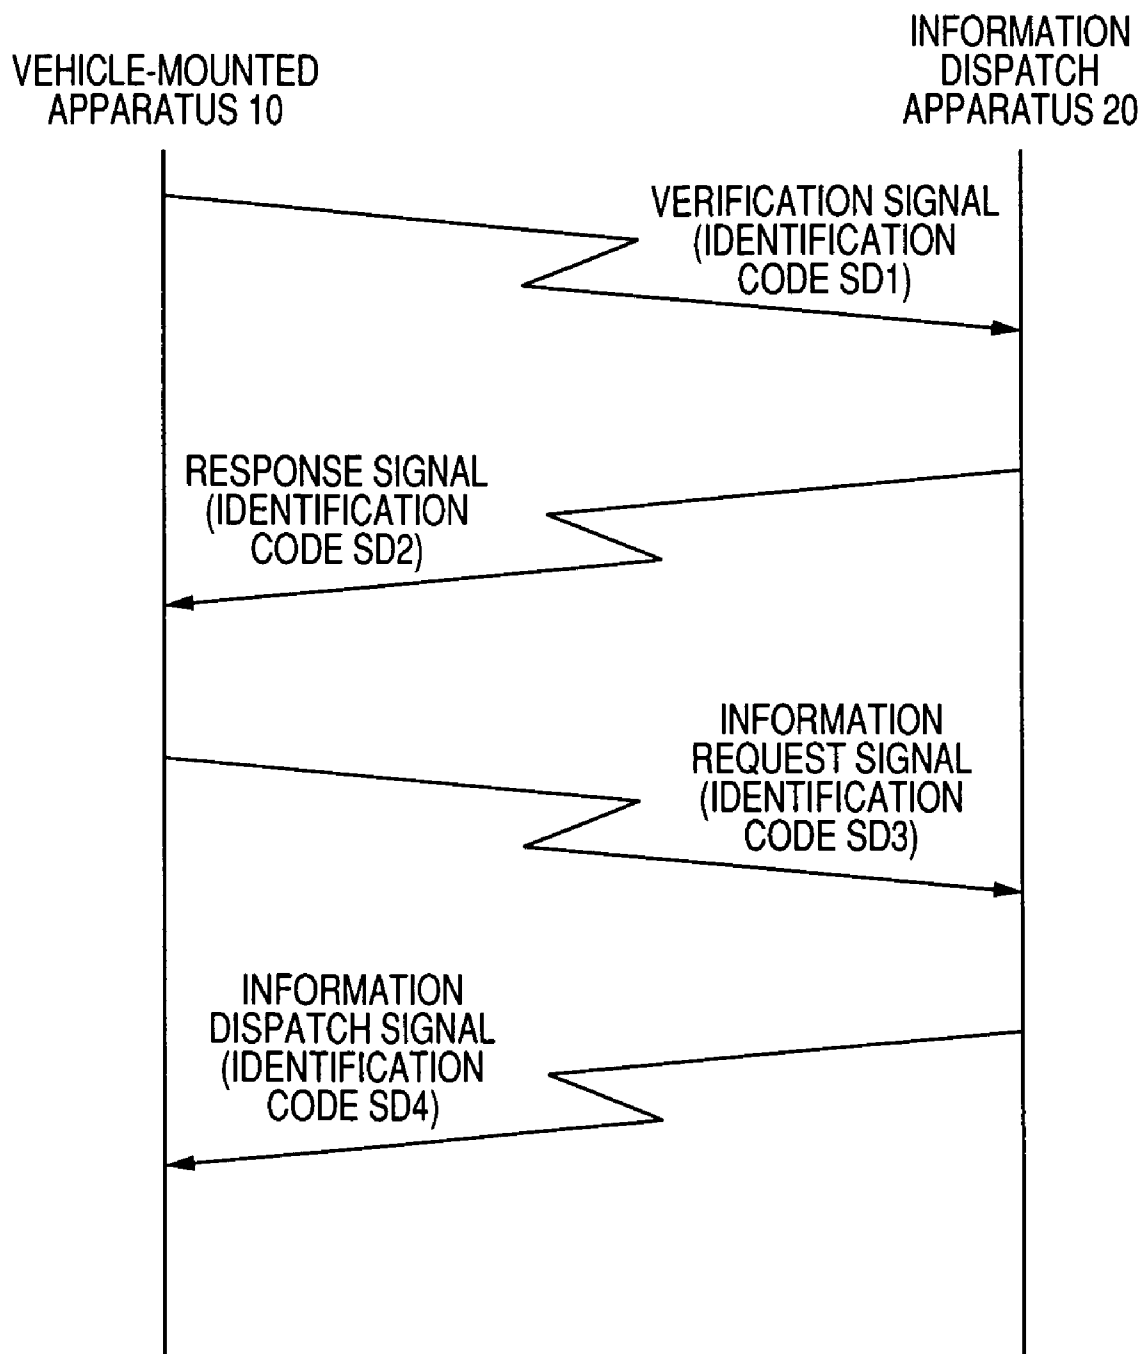 VEHICLE-MOUNTED
APPARATUS 10
INFORMATION
DISPATCH
APPARATUS 20
VERIFICATION SIGNAL
(IDENTIFICATION
CODE SD1)
RESPONSE SIGNAL
(IDENTIFICATION
CODE SD2)
INFORMATION
REQUEST SIGNAL
(IDENTIFICATION
CODE SD3)
INFORMATION
DISPATCH SIGNAL
(IDENTIFICATION
CODE SD4)